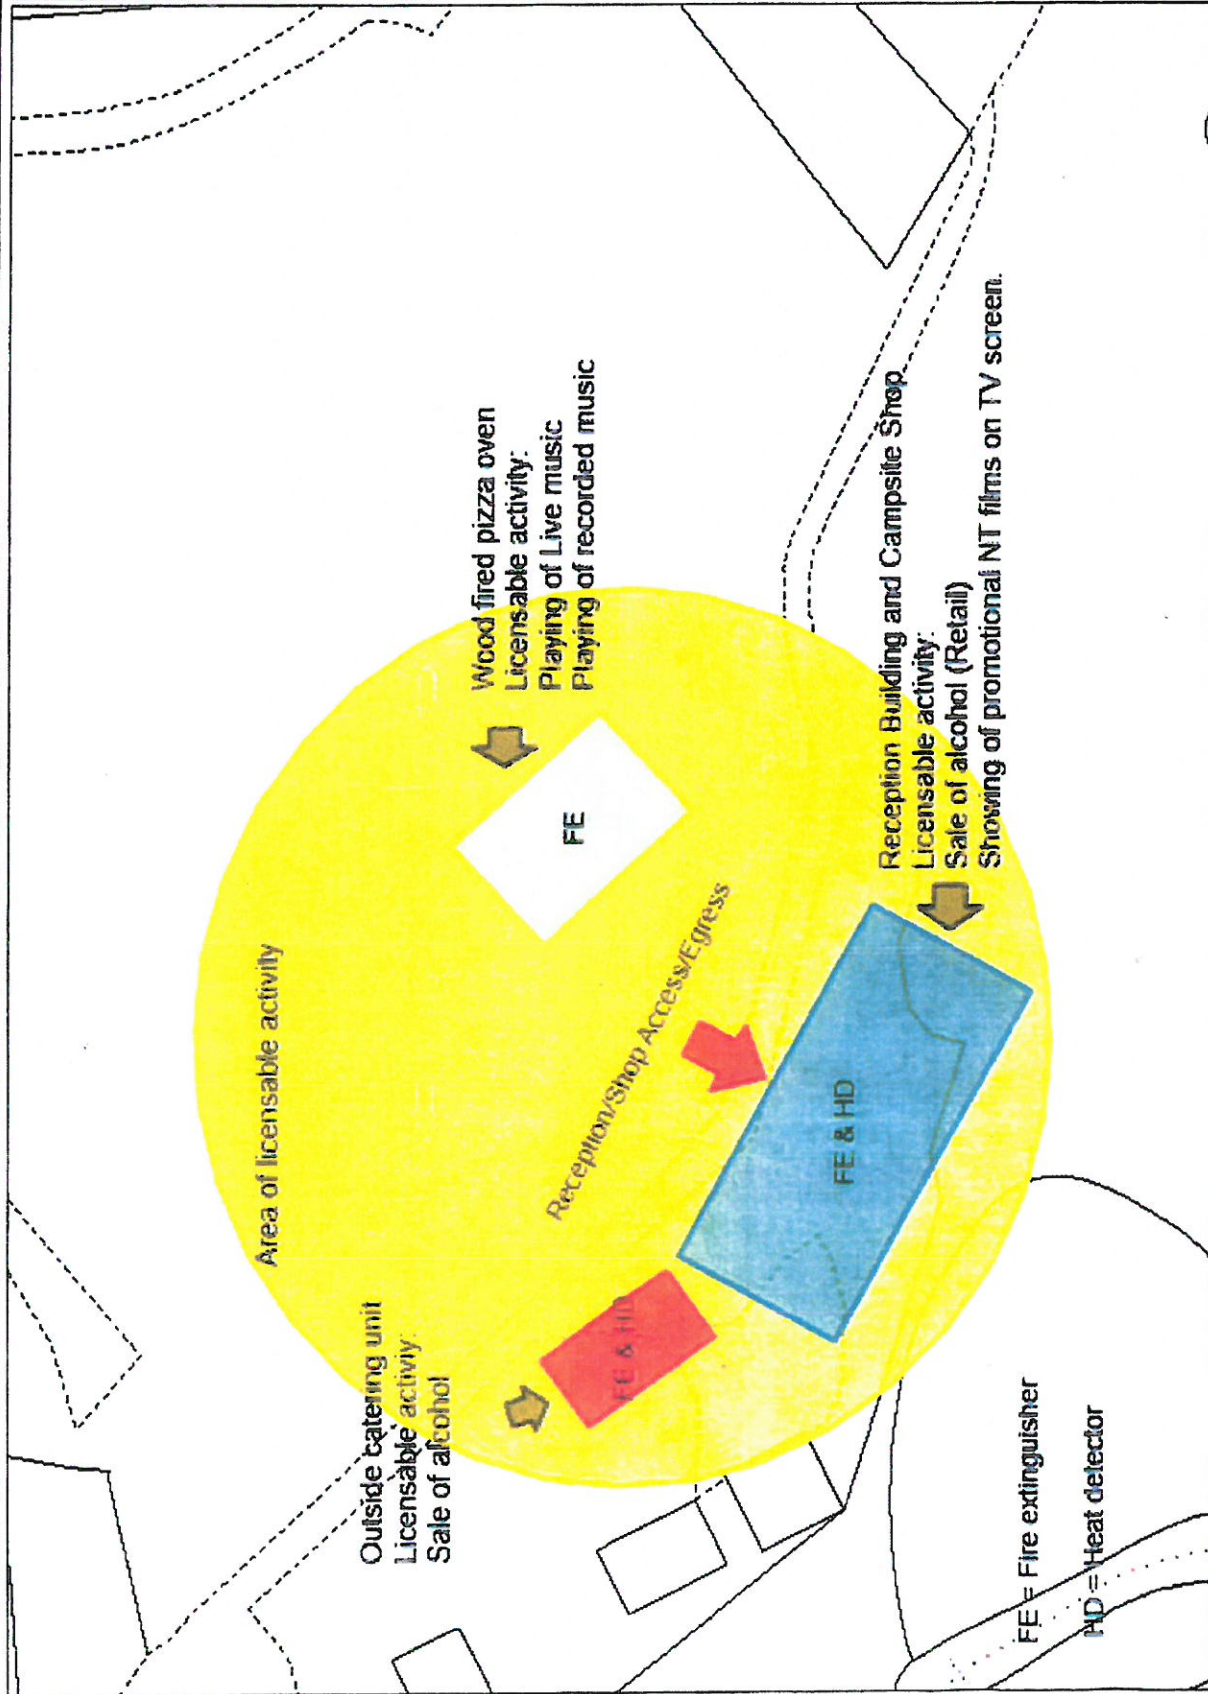 Area of licensable activity
Outside catering unit
Licensable activiy:
Sale of alcohol
FE & HD
Reception/Shop Access/Egress
Wood fired pizza oven
Licensable activity:
Playing of Live music
Playing of recorded music
FE
FE & HD
Reception Building and Campsite Shop
Licensable activity:
Sale of alcohol (Retail)
Showing of promotional NT films on TV screen.
FE = Fire extinguisher
HD = Heat detector